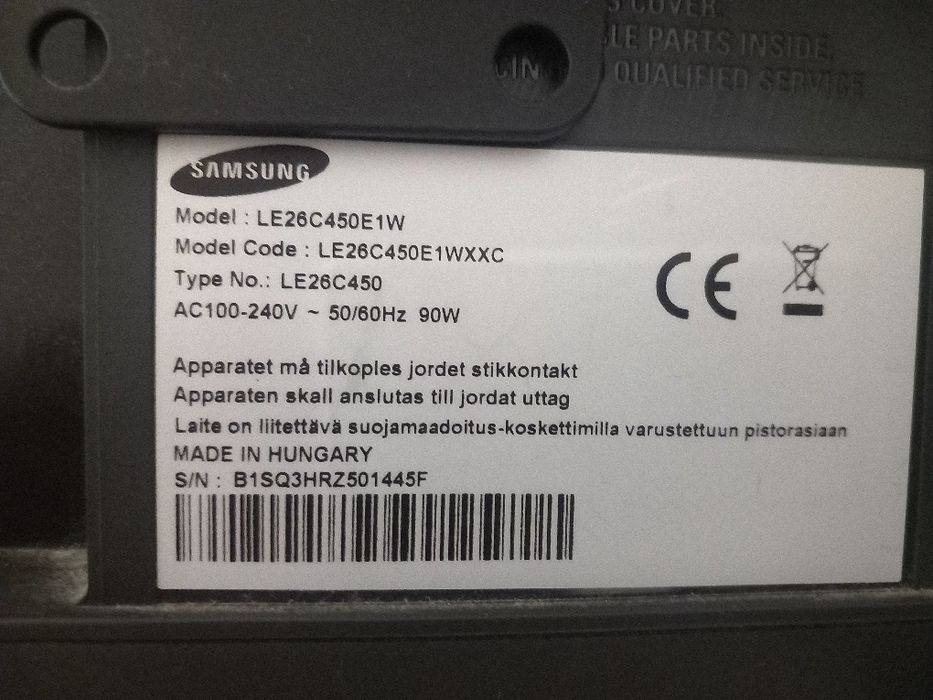 S COVER.
LE PARTS INSIDE.
QUALIFIED SERVICE
CIN
SAMSUNG
Model : LE26C450E1W
Model Code : LE26C450E1WXXC
Type No.: LE26C450
AC100-240V ~ 50/60Hz 90W
CE
Apparatet må tilkoples jordet stikkontakt
Apparaten skall anslutas till jordat uttag
Laite on liitettävä suojamaadoitus-koskettimilla varustettuun pistorasiaan
MADE IN HUNGARY
S/N : B1SQ3HRZ501445F